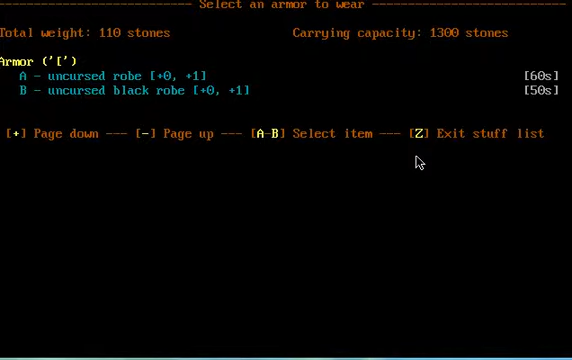 Select an armor to wear
Total weight: 110 stones Carrying capacity: 1300 stones
Armor ('[')
A - uncursed robe [+0, +1] [60s]
B - uncursed black robe [+0, +1] [50s]
[+] Page down --- [-] Page up --- [A-B] Select item --- [Z] Exit stuff list